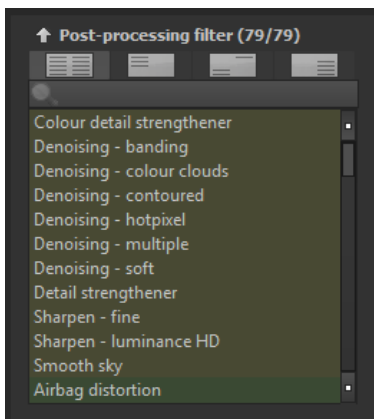 Post-processing filter (79/79)
Colour detail strengthener
Denoising - banding
Denoising - colour clouds
Denoising - contoured
Denoising - hotpixel
Denoising - multiple
Denoising - soft
Detail strengthener
Sharpen - fine
Sharpen - luminance HD
Smooth sky
Airbag distortion